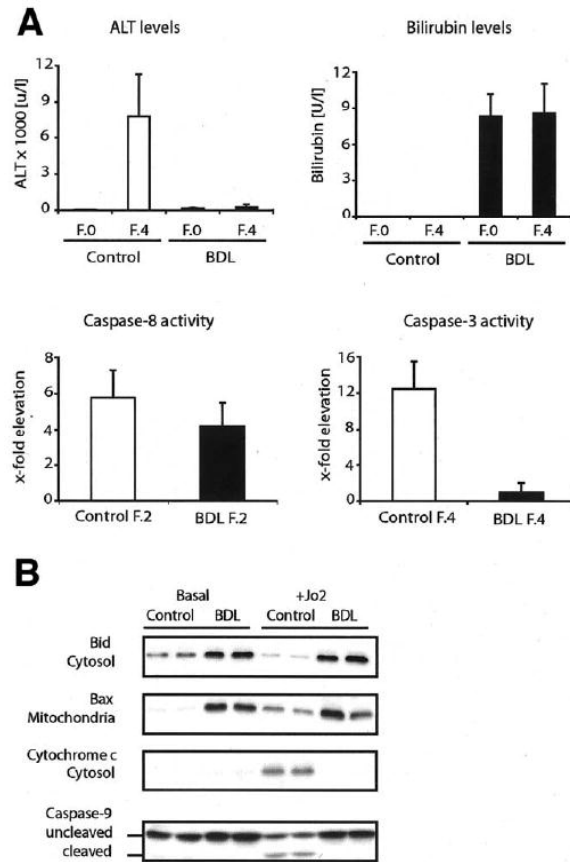 A
ALT levels
ALT x 1000 [u/l]
12
9
6
3
0
F.0 F.4 F.0 F.4
Control BDL
Bilirubin levels
Bilirubin [U/l]
12
9
6
3
0
F.0 F.4 F.0 F.4
Control BDL
Caspase-8 activity
x-fold elevation
8
6
4
2
0
Control F.2 BDL F.2
Caspase-3 activity
x-fold elevation
16
12
8
4
0
Control F.4 BDL F.4
B
Basal +Jo2
Control BDL Control BDL
Bid
Cytosol
Bax
Mitochondria
Cytochrome c
Cytosol
Caspase-9
uncleaved
cleaved